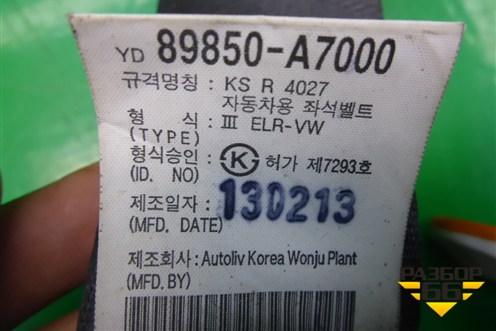 YD 89850-A7000
규격명칭 : KS R 4027
자동차용 좌석벨트
형 식 : Ⅲ ELR-VW
(TYPE)
형식승인 : K 허가 제7293호
(ID. NO)
제조일자 : 130213
(MFD. DATE)
제조회사 : Autoliv Korea Wonju Plant
(MFD.BY)
РАЗБОР
66